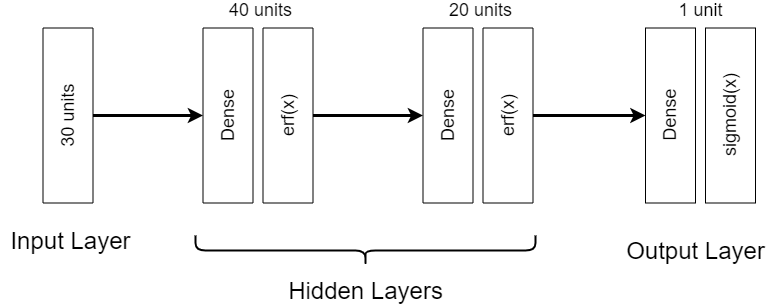 40 units
20 units
1 unit
30 units
Dense
erf(x)
Dense
erf(x)
Dense
sigmoid(x)
Input Layer
Hidden Layers
Output Layer